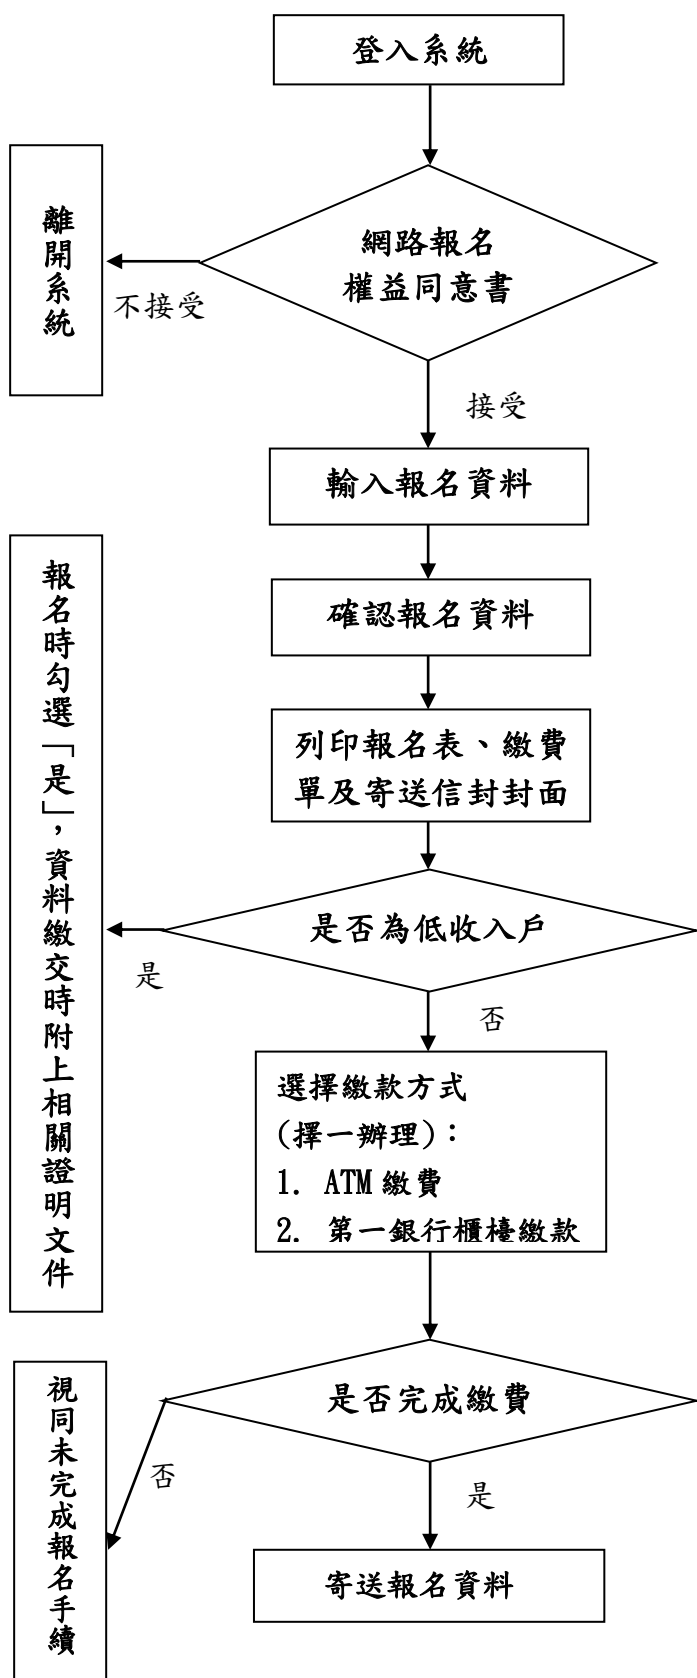 登入系統
網路報名
權益同意書
離開系統
不接受
接受
輸入報名資料
確認報名資料
列印報名表、繳費
單及寄送信封封面
是否為低收入戶
是
報名時勾選「是」，資料繳交時附上相關證明文件
否
選擇繳款方式
(擇一辦理)：
1. ATM 繳費
2. 第一銀行櫃檯繳款
是否完成繳費
否
視同未完成報名手續
是
寄送報名資料